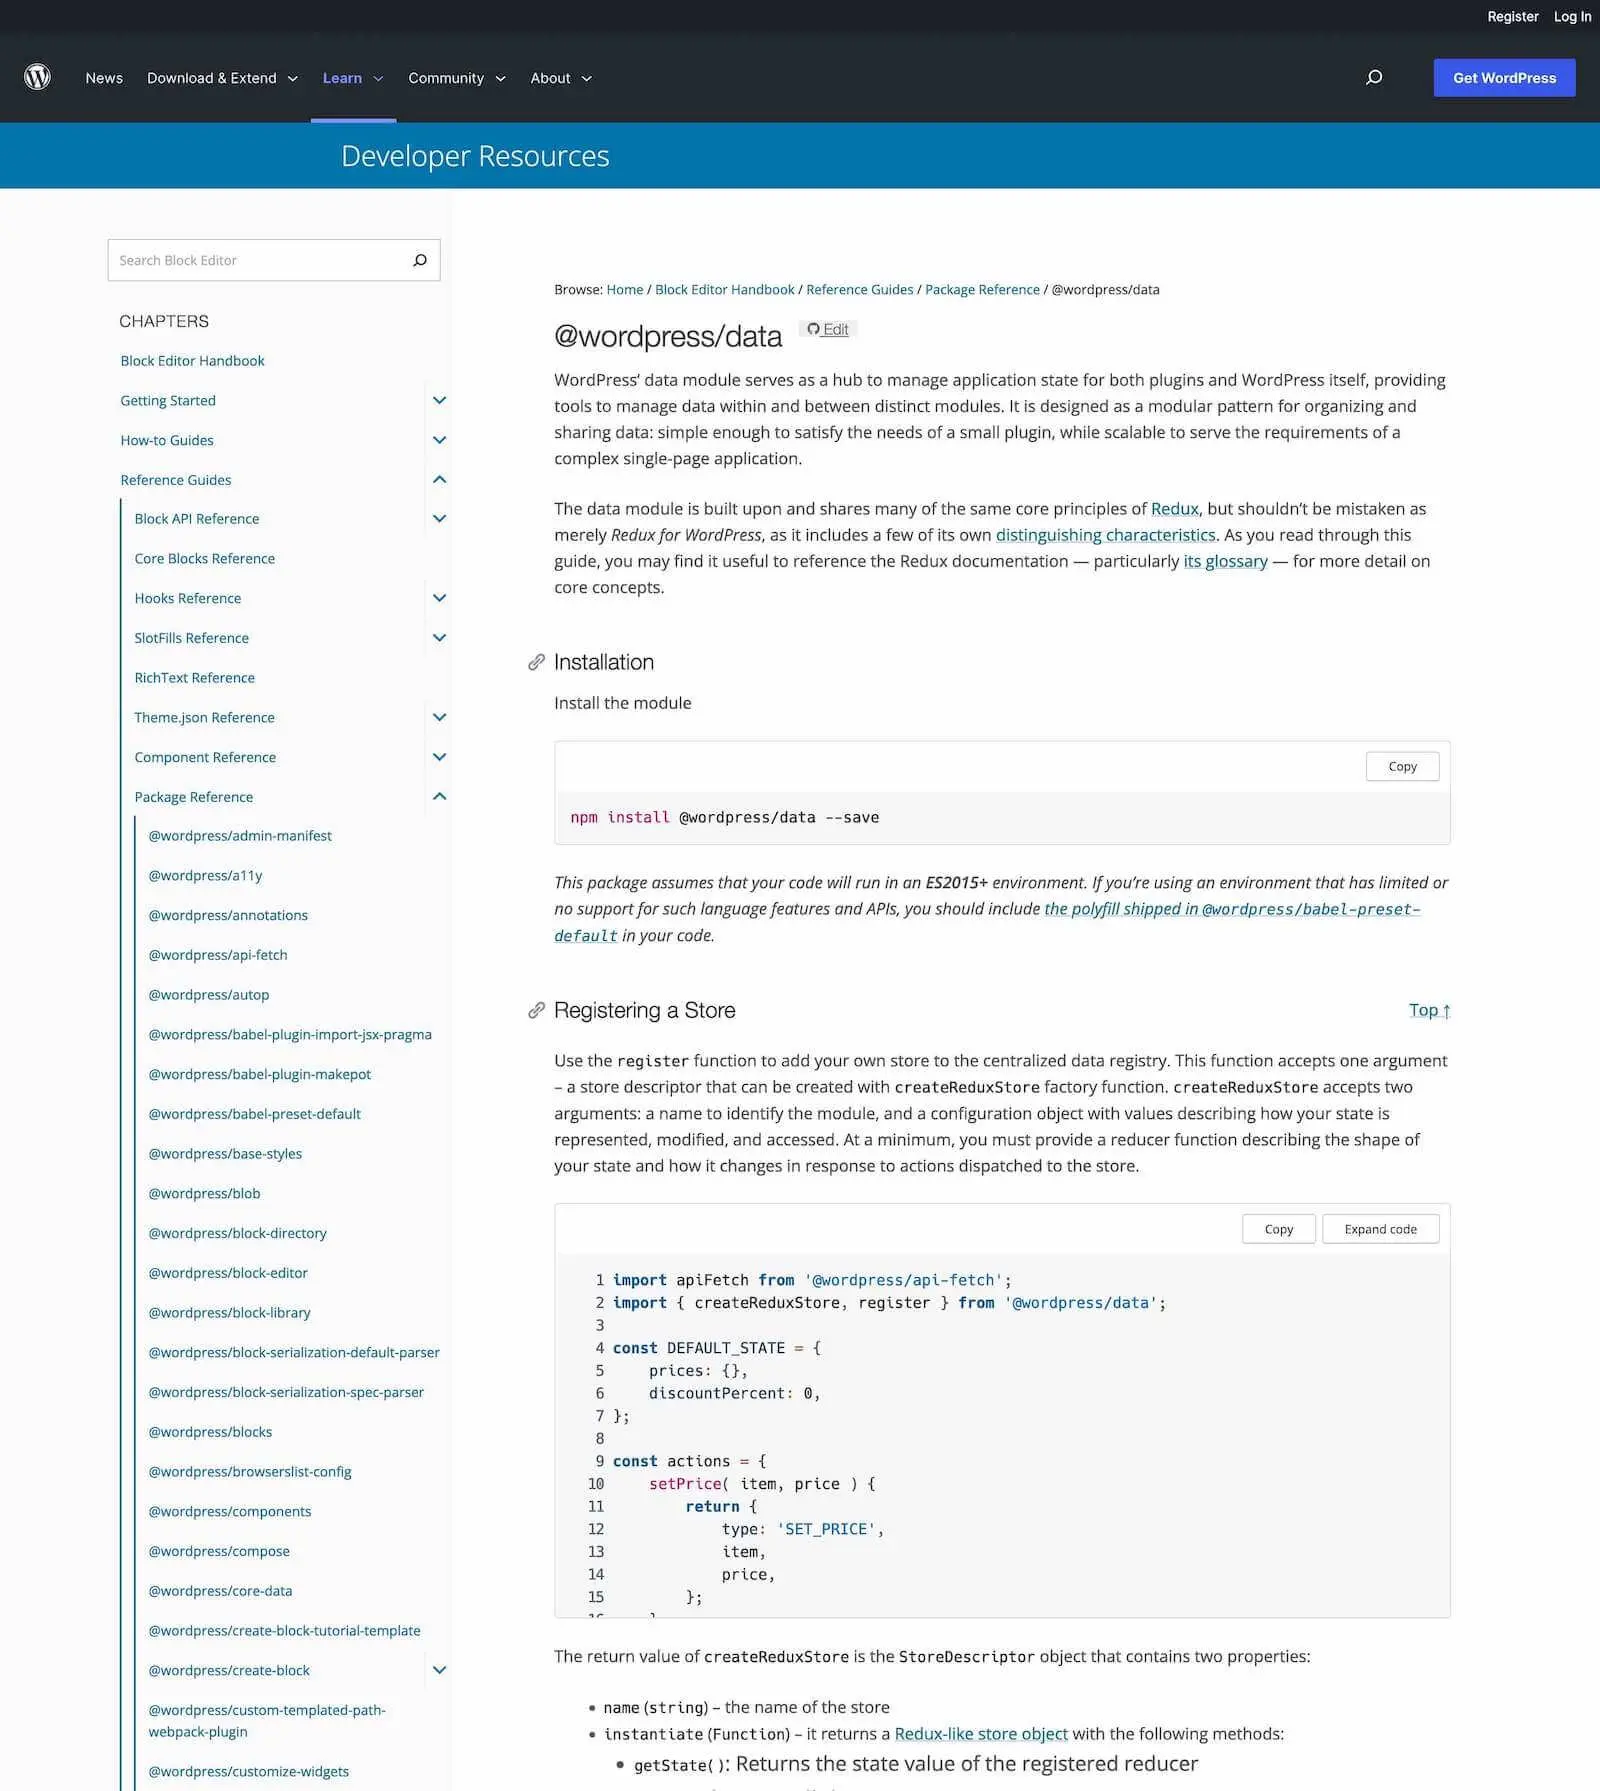 Register Log In
News Download & Extend Learn Community About Get WordPress
Developer Resources
Search Block Editor
CHAPTERS
Block Editor Handbook
Getting Started
How-to Guides
Reference Guides
Block API Reference
Core Blocks Reference
Hooks Reference
SlotFills Reference
RichText Reference
Theme.json Reference
Component Reference
Package Reference
@wordpress/admin-manifest
@wordpress/a11y
@wordpress/annotations
@wordpress/api-fetch
@wordpress/autop
@wordpress/babel-plugin-import-jsx-pragma
@wordpress/babel-plugin-makepot
@wordpress/babel-preset-default
@wordpress/base-styles
@wordpress/blob
@wordpress/block-directory
@wordpress/block-editor
@wordpress/block-library
@wordpress/block-serialization-default-parser
@wordpress/block-serialization-spec-parser
@wordpress/blocks
@wordpress/browserslist-config
@wordpress/components
@wordpress/compose
@wordpress/core-data
@wordpress/create-block-tutorial-template
@wordpress/create-block
@wordpress/custom-templated-path-
webpack-plugin
@wordpress/customize-widgets
Browse: Home / Block Editor Handbook / Reference Guides / Package Reference / @wordpress/data
@wordpress/data Edit
WordPress‘ data module serves as a hub to manage application state for both plugins and WordPress itself, providing
tools to manage data within and between distinct modules. It is designed as a modular pattern for organizing and
sharing data: simple enough to satisfy the needs of a small plugin, while scalable to serve the requirements of a
complex single-page application.
The data module is built upon and shares many of the same core principles of Redux, but shouldn’t be mistaken as
merely Redux for WordPress, as it includes a few of its own distinguishing characteristics. As you read through this
guide, you may find it useful to reference the Redux documentation — particularly its glossary — for more detail on
core concepts.
Installation
Install the module
Copy
npm install @wordpress/data --save
This package assumes that your code will run in an ES2015+ environment. If you’re using an environment that has limited or
no support for such language features and APIs, you should include the polyfill shipped in @wordpress/babel-preset-
default in your code.
Registering a Store Top ↑
Use the register function to add your own store to the centralized data registry. This function accepts one argument
– a store descriptor that can be created with createReduxStore factory function. createReduxStore accepts two
arguments: a name to identify the module, and a configuration object with values describing how your state is
represented, modified, and accessed. At a minimum, you must provide a reducer function describing the shape of
your state and how it changes in response to actions dispatched to the store.
Copy Expand code
1 import apiFetch from '@wordpress/api-fetch';
2 import { createReduxStore, register } from '@wordpress/data';
3
4 const DEFAULT_STATE = {
5     prices: {},
6     discountPercent: 0,
7 };
8
9 const actions = {
10     setPrice( item, price ) {
11         return {
12             type: 'SET_PRICE',
13             item,
14             price,
15         };
The return value of createReduxStore is the StoreDescriptor object that contains two properties:
• name (string) – the name of the store
• instantiate (Function) – it returns a Redux-like store object with the following methods:
• getState(): Returns the state value of the registered reducer